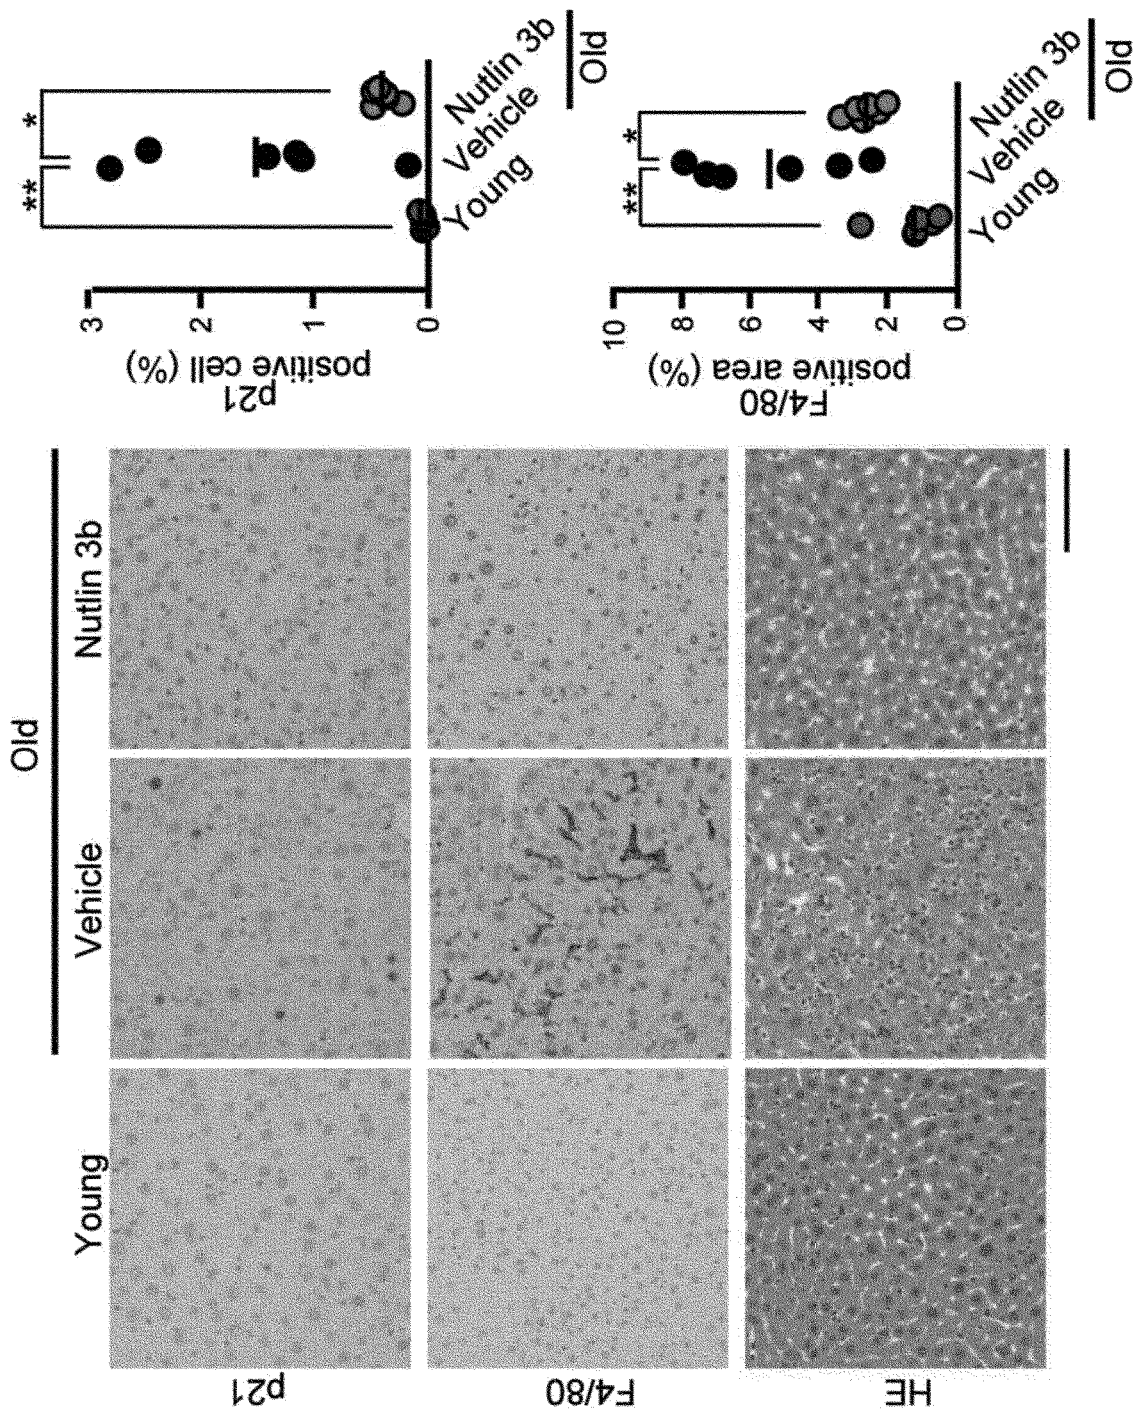 Old
Young
Vehicle
Nutlin 3b
p21
F4/80
HE
p21
positive cell (%)
3
2
1
0
**
*
Young
Vehicle
Nutlin 3b
Old
F4/80
positive area (%)
10
8
6
4
2
0
**
*
Young
Vehicle
Nutlin 3b
Old